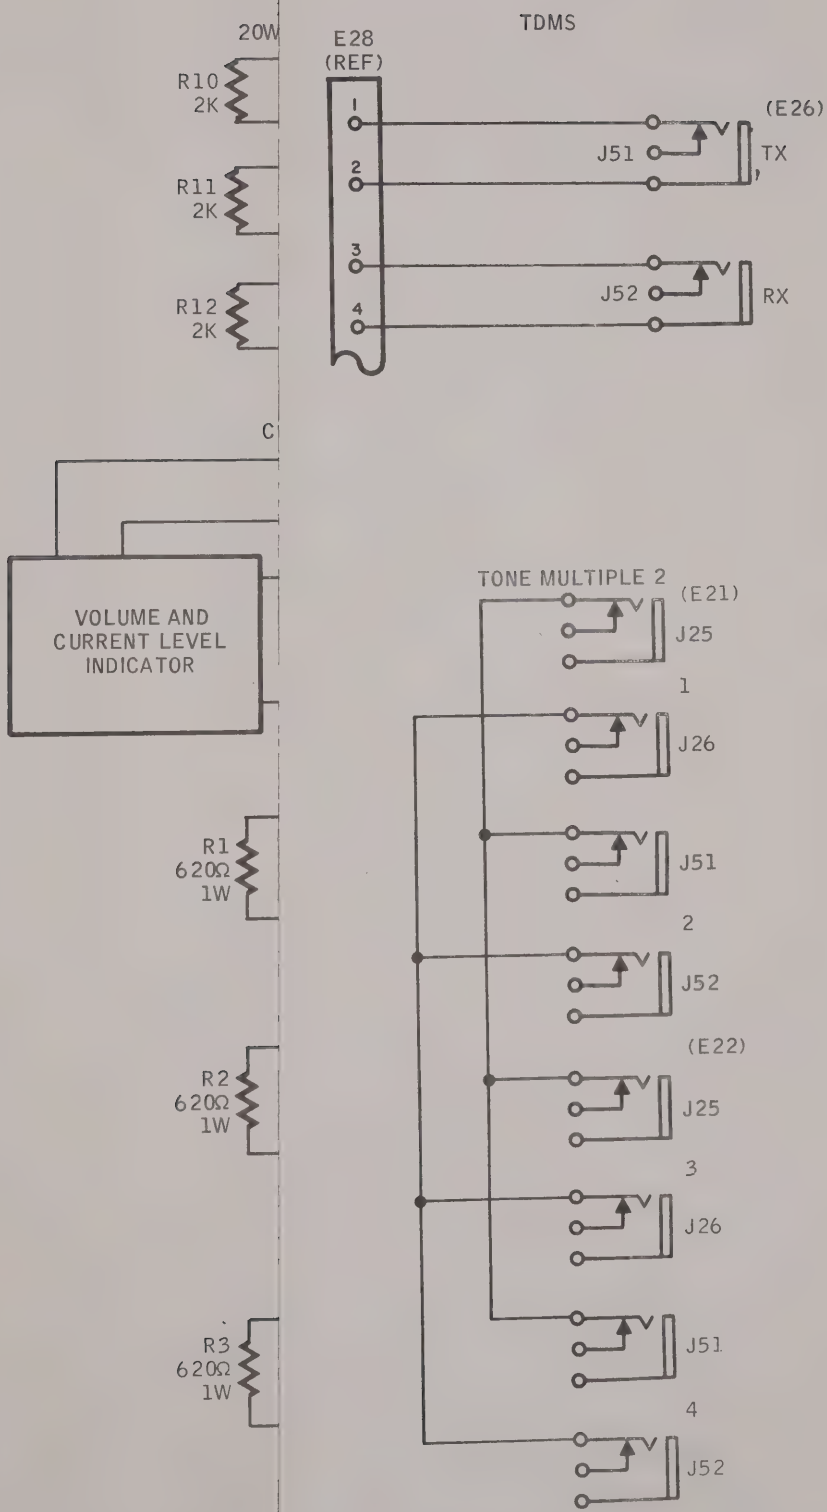 20W
R10
2K
R11
2K
R12
2K
C
VOLUME AND
CURRENT LEVEL
INDICATOR
R1
620Ω
1W
R2
620Ω
1W
R3
620Ω
1W
TDMS
E28
(REF)
1
2
3
4
(E26)
J51
TX
J52
RX
TONE MULTIPLE 2
(E21)
J25
1
J26
J51
2
J52
(E22)
J25
3
J26
J51
4
J52